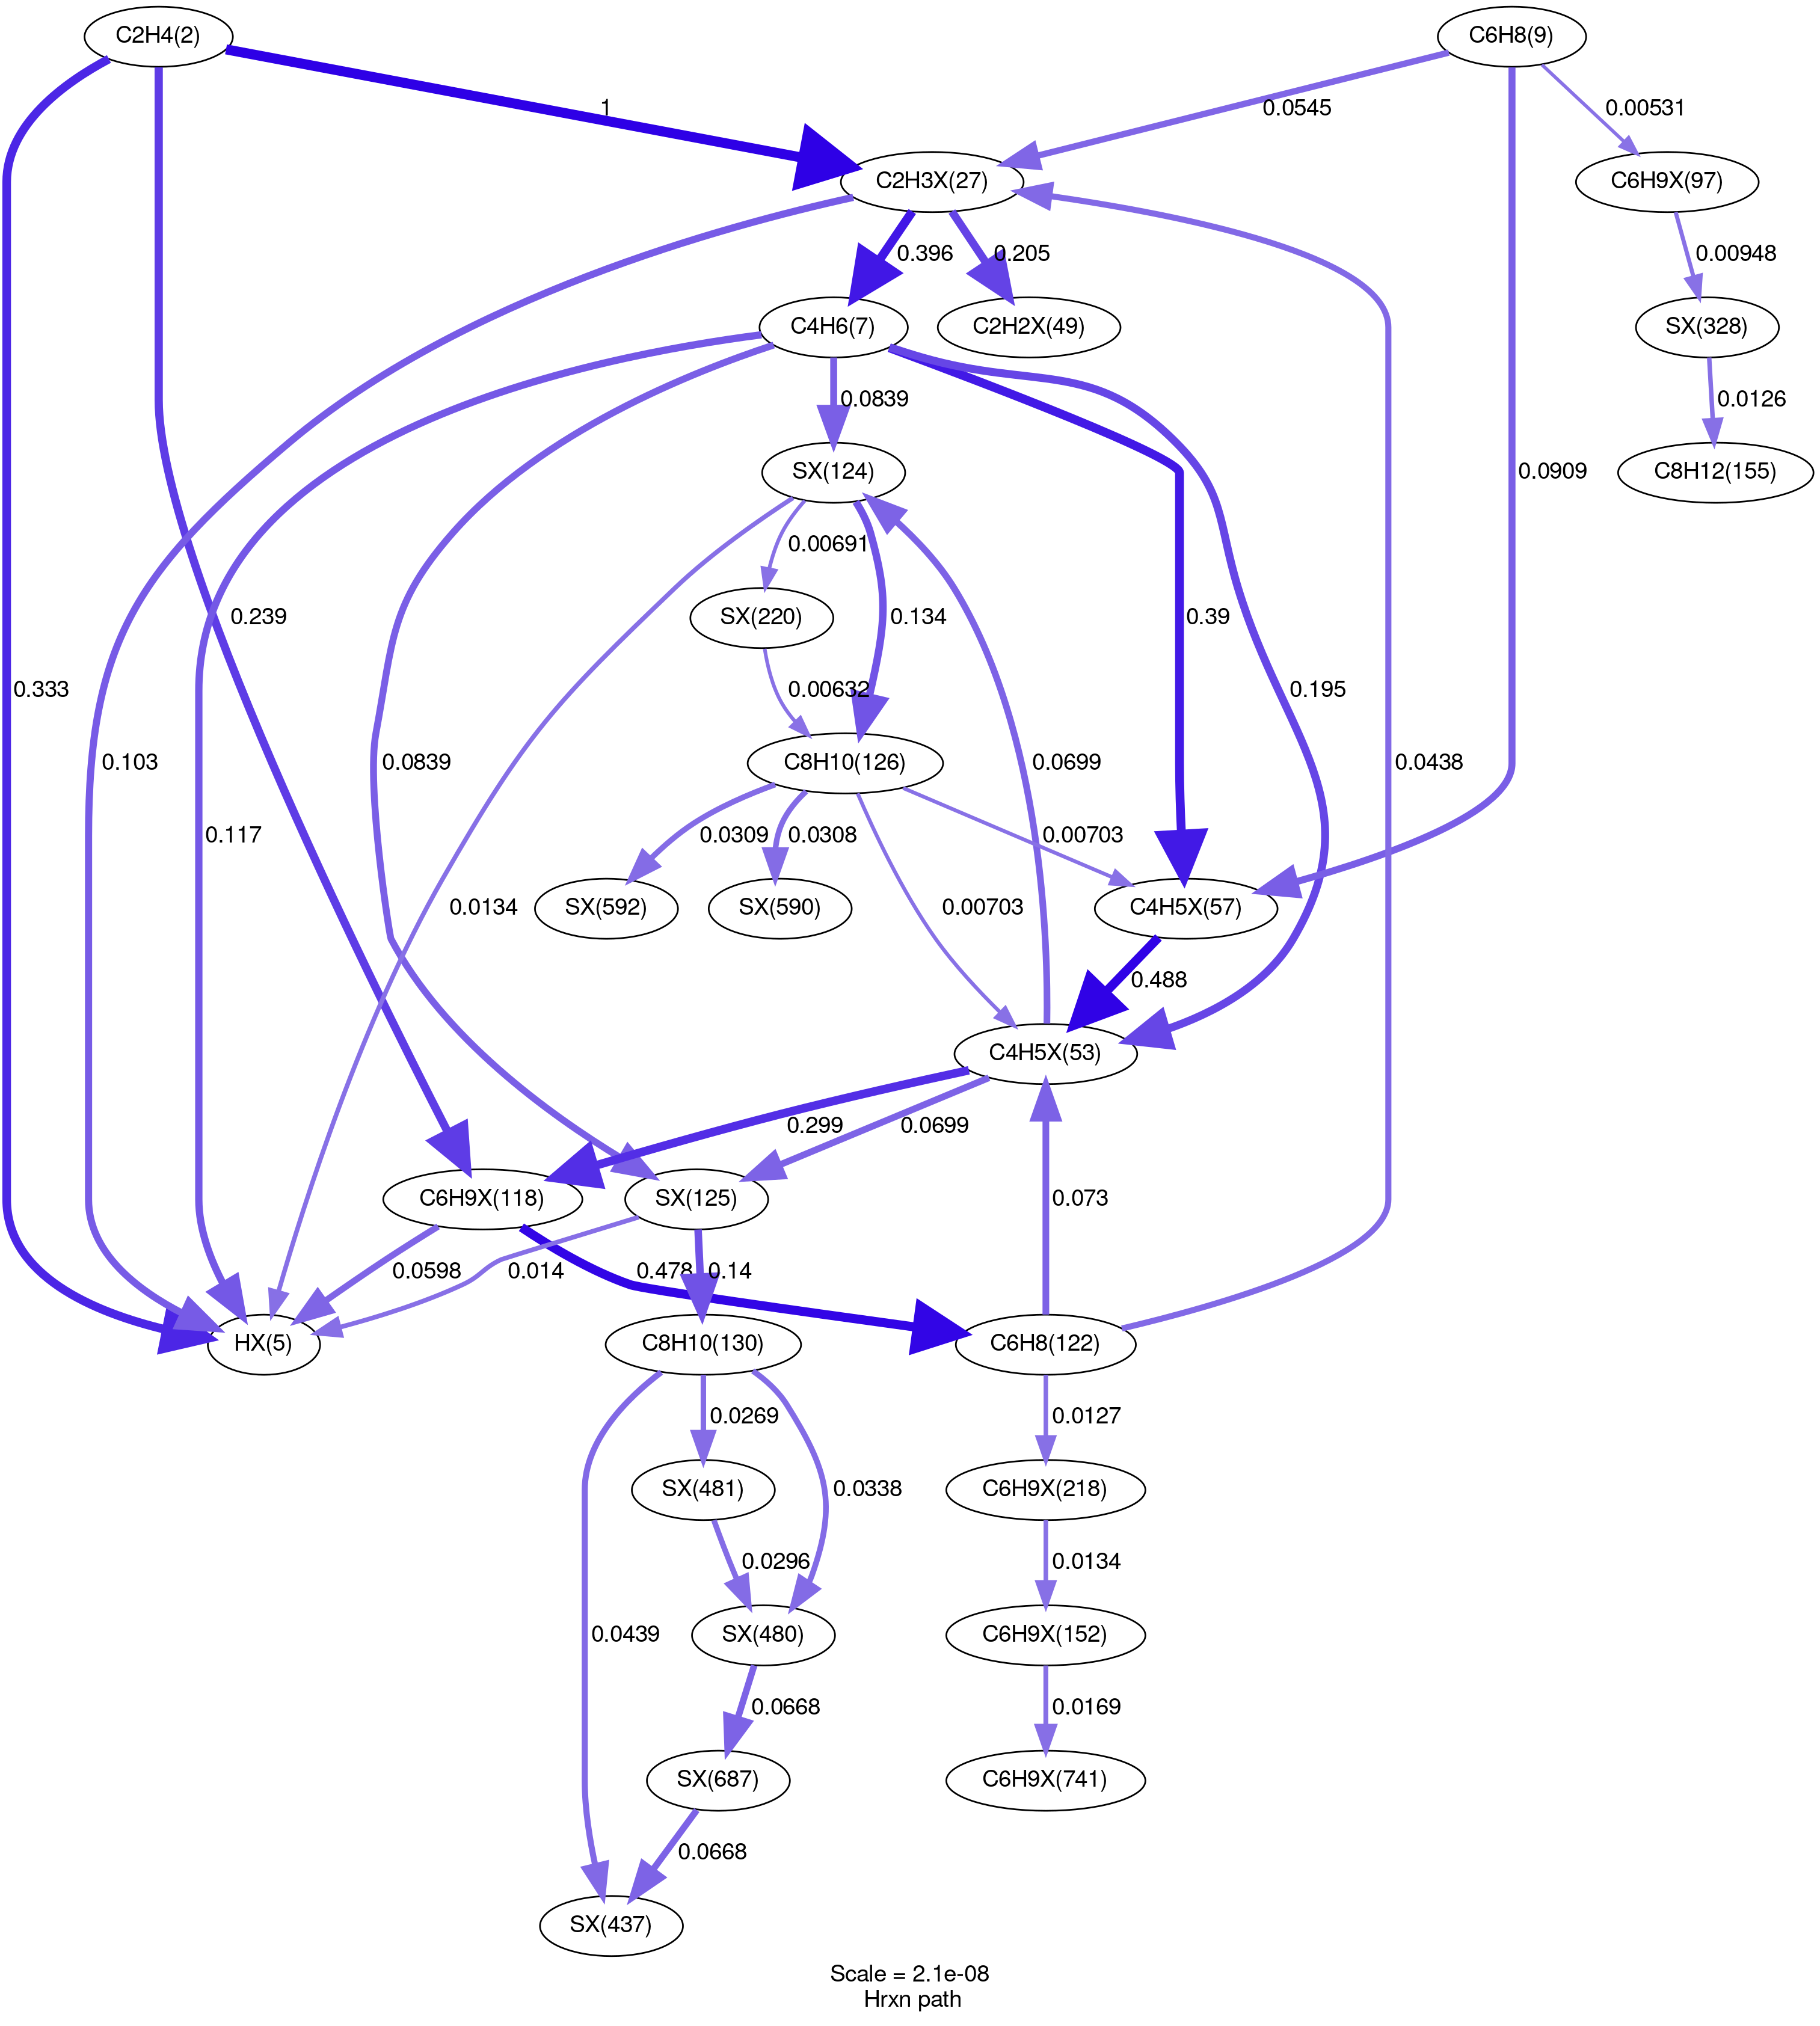 C2H4(2)
C6H8(9)
1
0.0545
0.00531
C2H3X(27)
C6H9X(97)
0.396
0.205
0.00948
C4H6(7)
C2H2X(49)
SX(328)
0.0839
0.0126
SX(124)
C8H12(155)
0.0909
0.00691
0.239
SX(220)
0.134
0.39
0.333
0.00632
0.195
0.103
0.0839
C8H10(126)
0.0699
0.0438
0.117
0.0309
0.0308
0.00703
0.0134
SX(592)
SX(590)
0.00703
C4H5X(57)
0.488
C4H5X(53)
0.299
0.0699
C6H9X(118)
SX(125)
0.073
0.0598
0.014
0.478
0.14
HX(5)
C8H10(130)
C6H8(122)
0.0269
0.0127
SX(481)
0.0338
C6H9X(218)
0.0296
0.0134
0.0439
SX(480)
C6H9X(152)
0.0668
0.0169
SX(687)
C6H9X(741)
0.0668
SX(437)
Scale = 2.1e-08
Hrxn path